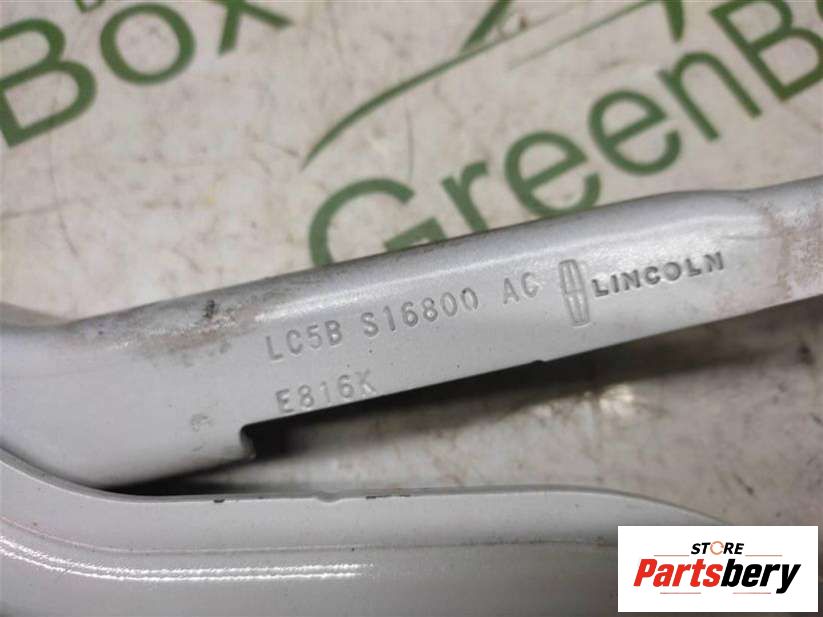 Box
GreenB
LC5B S16800 AC LINCOLN
E816K
STORE
Partsbery